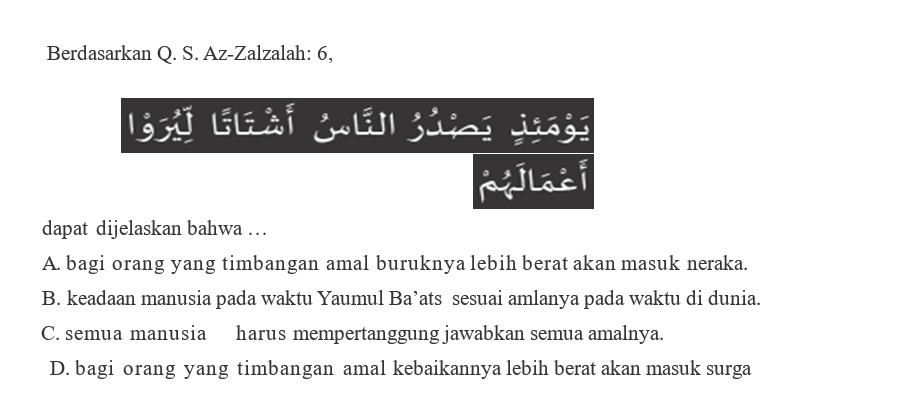 Berdasarkan Q. S. Az-Zalzalah: 6,
يَوْمَئِذٍ يَصْدُرُ النَّاسُ أَشْتَاتًا لِّيُرَوْا
أَعْمَالَهُمْ
dapat dijelaskan bahwa …
A. bagi orang yang timbangan amal buruknya lebih berat akan masuk neraka.
B. keadaan manusia pada waktu Yaumul Ba’ats sesuai amlanya pada waktu di dunia.
C. semua manusia harus mempertanggung jawabkan semua amalnya.
D. bagi orang yang timbangan amal kebaikannya lebih berat akan masuk surga